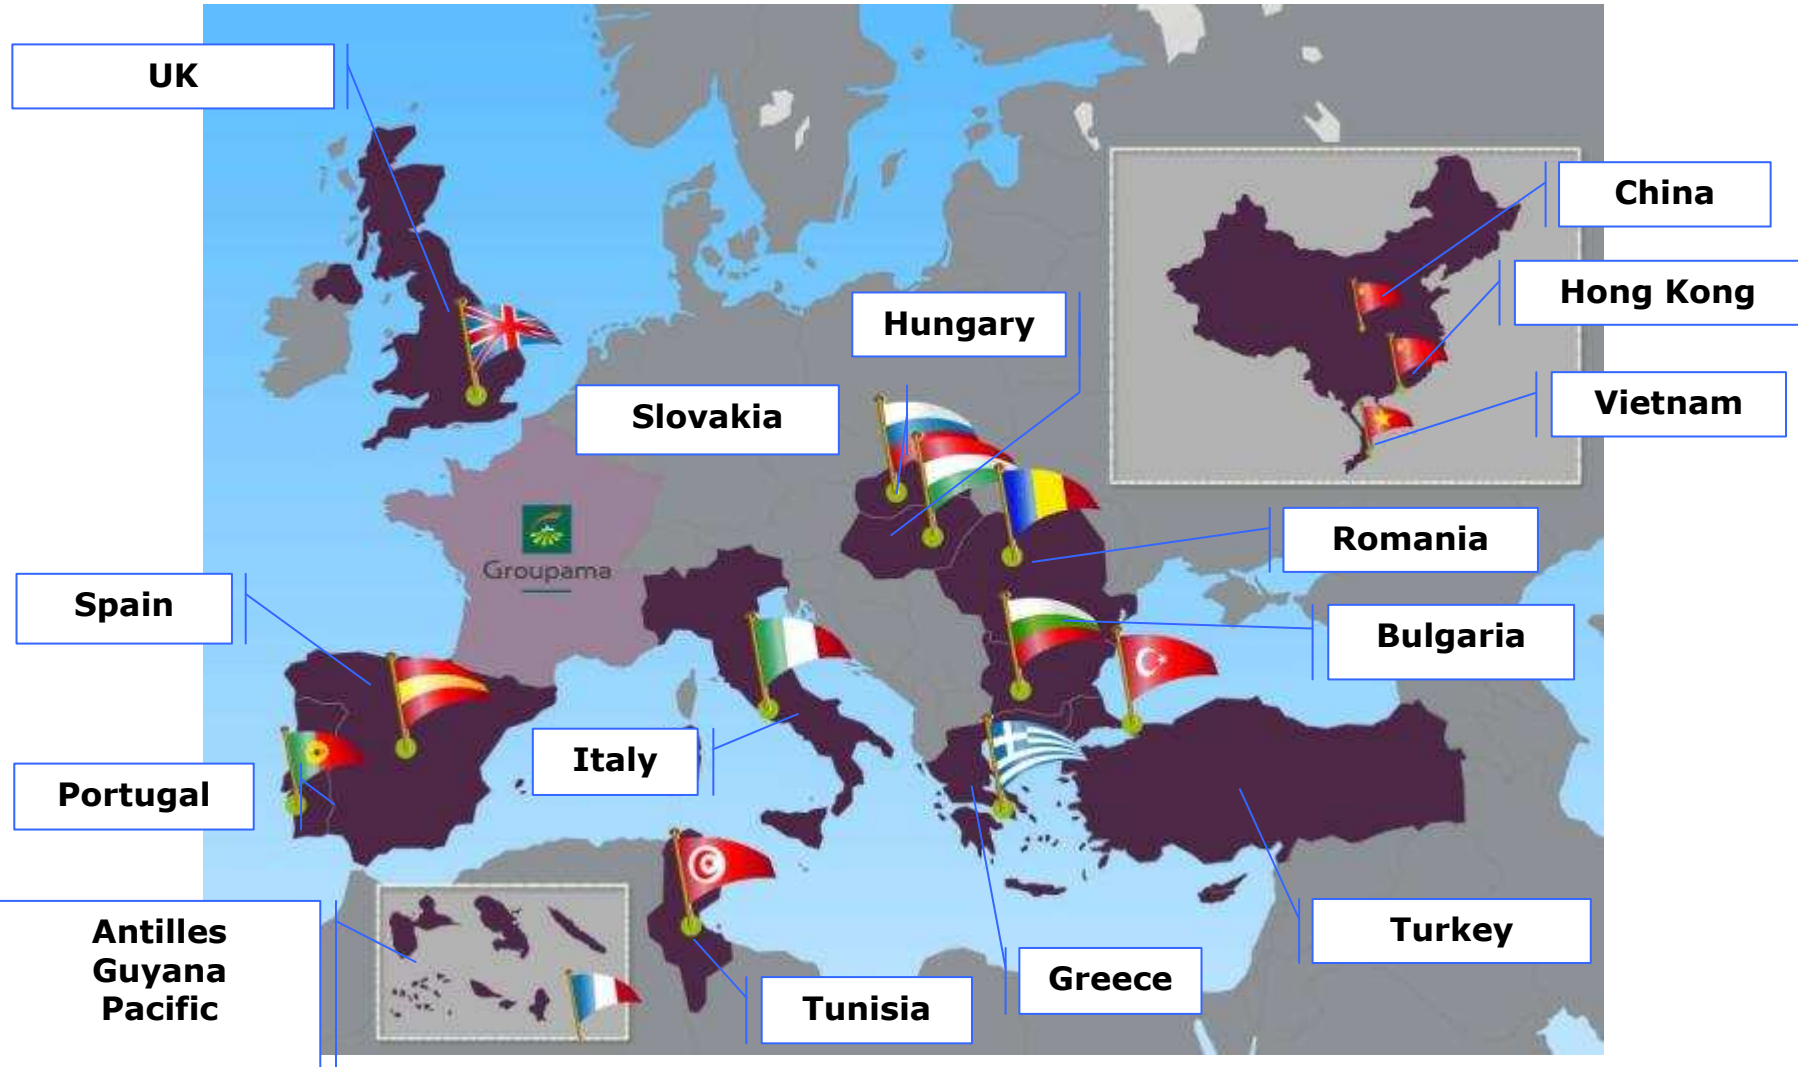 UK
China
Hong Kong
Hungary
Vietnam
Slovakia
Romania
Groupama
Spain
Bulgaria
Italy
Portugal
Turkey
Antilles
Guyana
Pacific
Greece
Tunisia